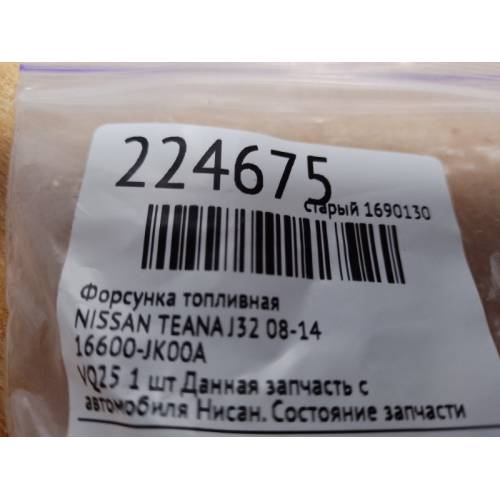 224675
старый 1690130
Форсунка топливная
NISSAN TEANA J32 08-14
16600-JK00A
VQ25 1 шт Данная запчасть с
автомобиля Нисан. Состояние запчасти